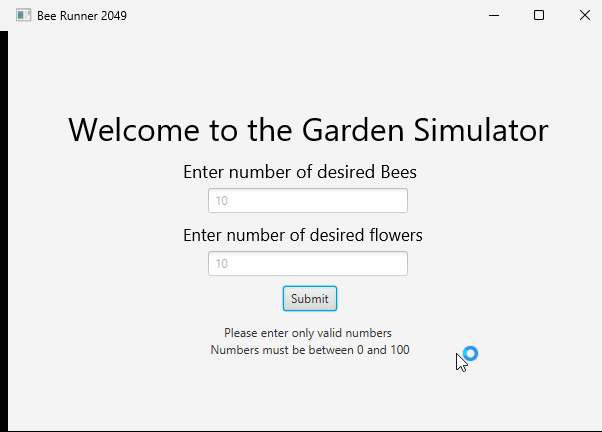 Bee Runner 2049
Welcome to the Garden Simulator
Enter number of desired Bees
10
Enter number of desired flowers
10
Submit
Please enter only valid numbers
Numbers must be between 0 and 100